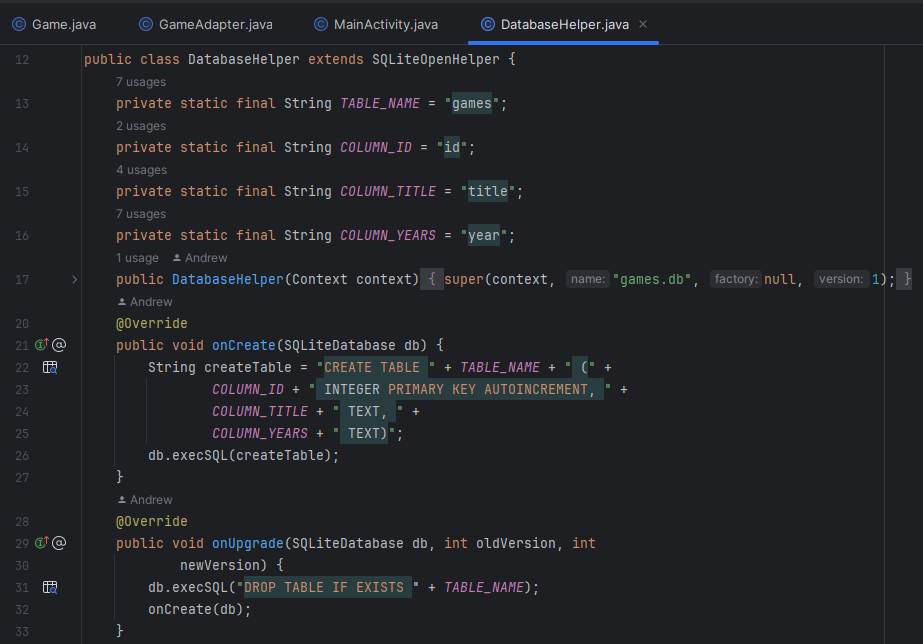 Game.java GameAdapter.java MainActivity.java DatabaseHelper.java
12 public class DatabaseHelper extends SQLiteOpenHelper {
7 usages
13 private static final String TABLE_NAME = "games";
2 usages
14 private static final String COLUMN_ID = "id";
4 usages
15 private static final String COLUMN_TITLE = "title";
7 usages
16 private static final String COLUMN_YEARS = "year";
1 usage Andrew
17 public DatabaseHelper(Context context) { super(context, name: "games.db", factory: null, version: 1); }
Andrew
20 @Override
21 public void onCreate(SQLiteDatabase db) {
22 String createTable = "CREATE TABLE " + TABLE_NAME + " (" +
23 COLUMN_ID + " INTEGER PRIMARY KEY AUTOINCREMENT, " +
24 COLUMN_TITLE + " TEXT, " +
25 COLUMN_YEARS + " TEXT)";
26 db.execSQL(createTable);
27 }
Andrew
28 @Override
29 public void onUpgrade(SQLiteDatabase db, int oldVersion, int
30 newVersion) {
31 db.execSQL("DROP TABLE IF EXISTS " + TABLE_NAME);
32 onCreate(db);
33 }